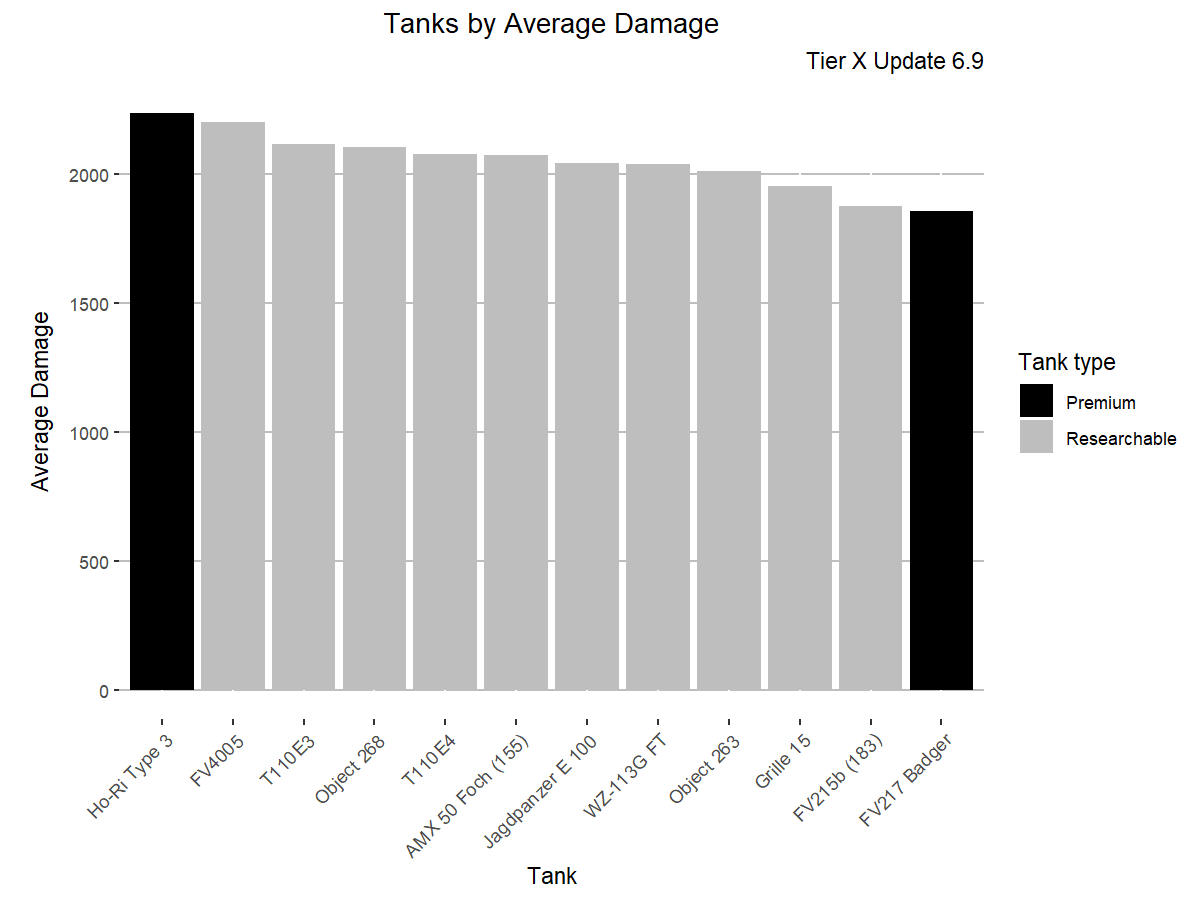 Tanks by Average Damage
Tier X Update 6.9
Average Damage
2000
1500
1000
500
0
Ho-Ri Type 3
FV4005
T110E3
Object 268
T110E4
AMX 50 Foch (155)
Jagdpanzer E 100
WZ-113G FT
Object 263
Grille 15
FV215b (183)
FV217 Badger
Tank
Tank type
Premium
Researchable